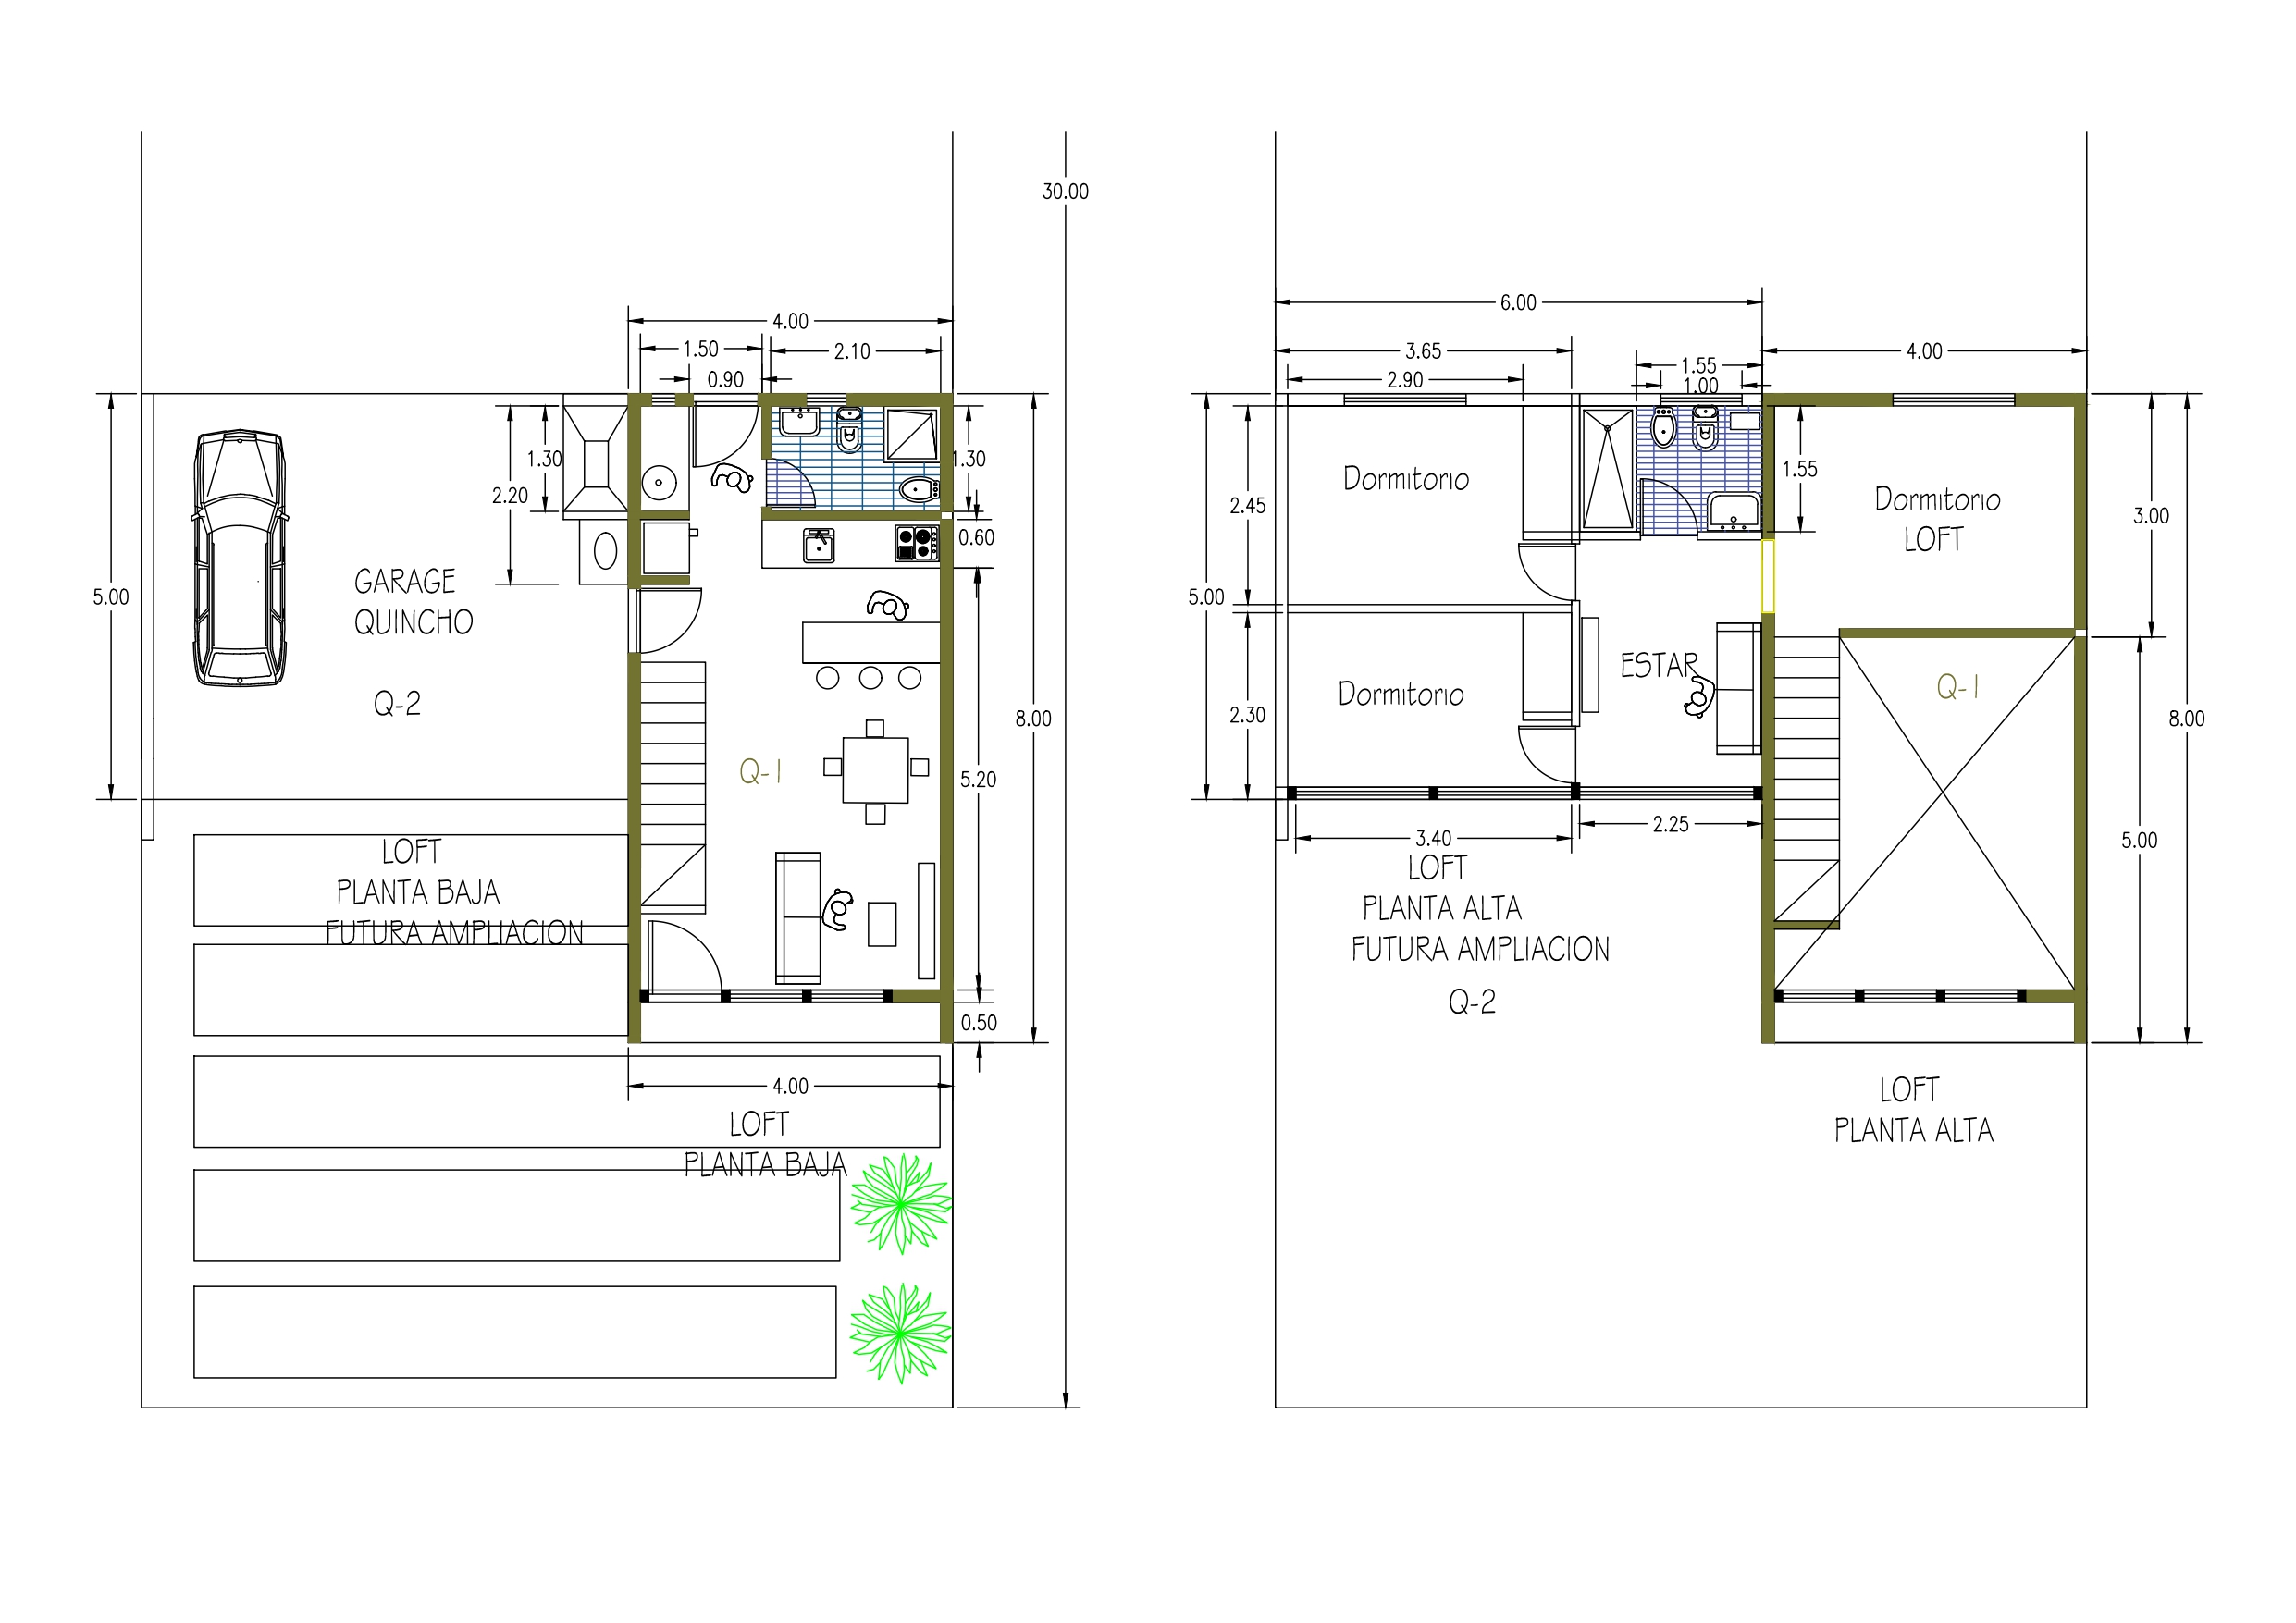 30.00
4.00
1.50
2.10
0.90
1.30
2.20
1.30
0.60
5.00
GARAGE
QUINCHO
Q-2
8.00
5.20
Q-1
LOFT
PLANTA BAJA
FUTURA AMPLIACION
0.50
4.00
LOFT
PLANTA BAJA
6.00
3.65
1.55
4.00
2.90
1.00
Dormitorio
1.55
Dormitorio
LOFT
2.45
3.00
5.00
ESTAR
Q-1
Dormitorio
2.30
8.00
2.25
3.40
5.00
LOFT
PLANTA ALTA
FUTURA AMPLIACION
Q-2
LOFT
PLANTA ALTA